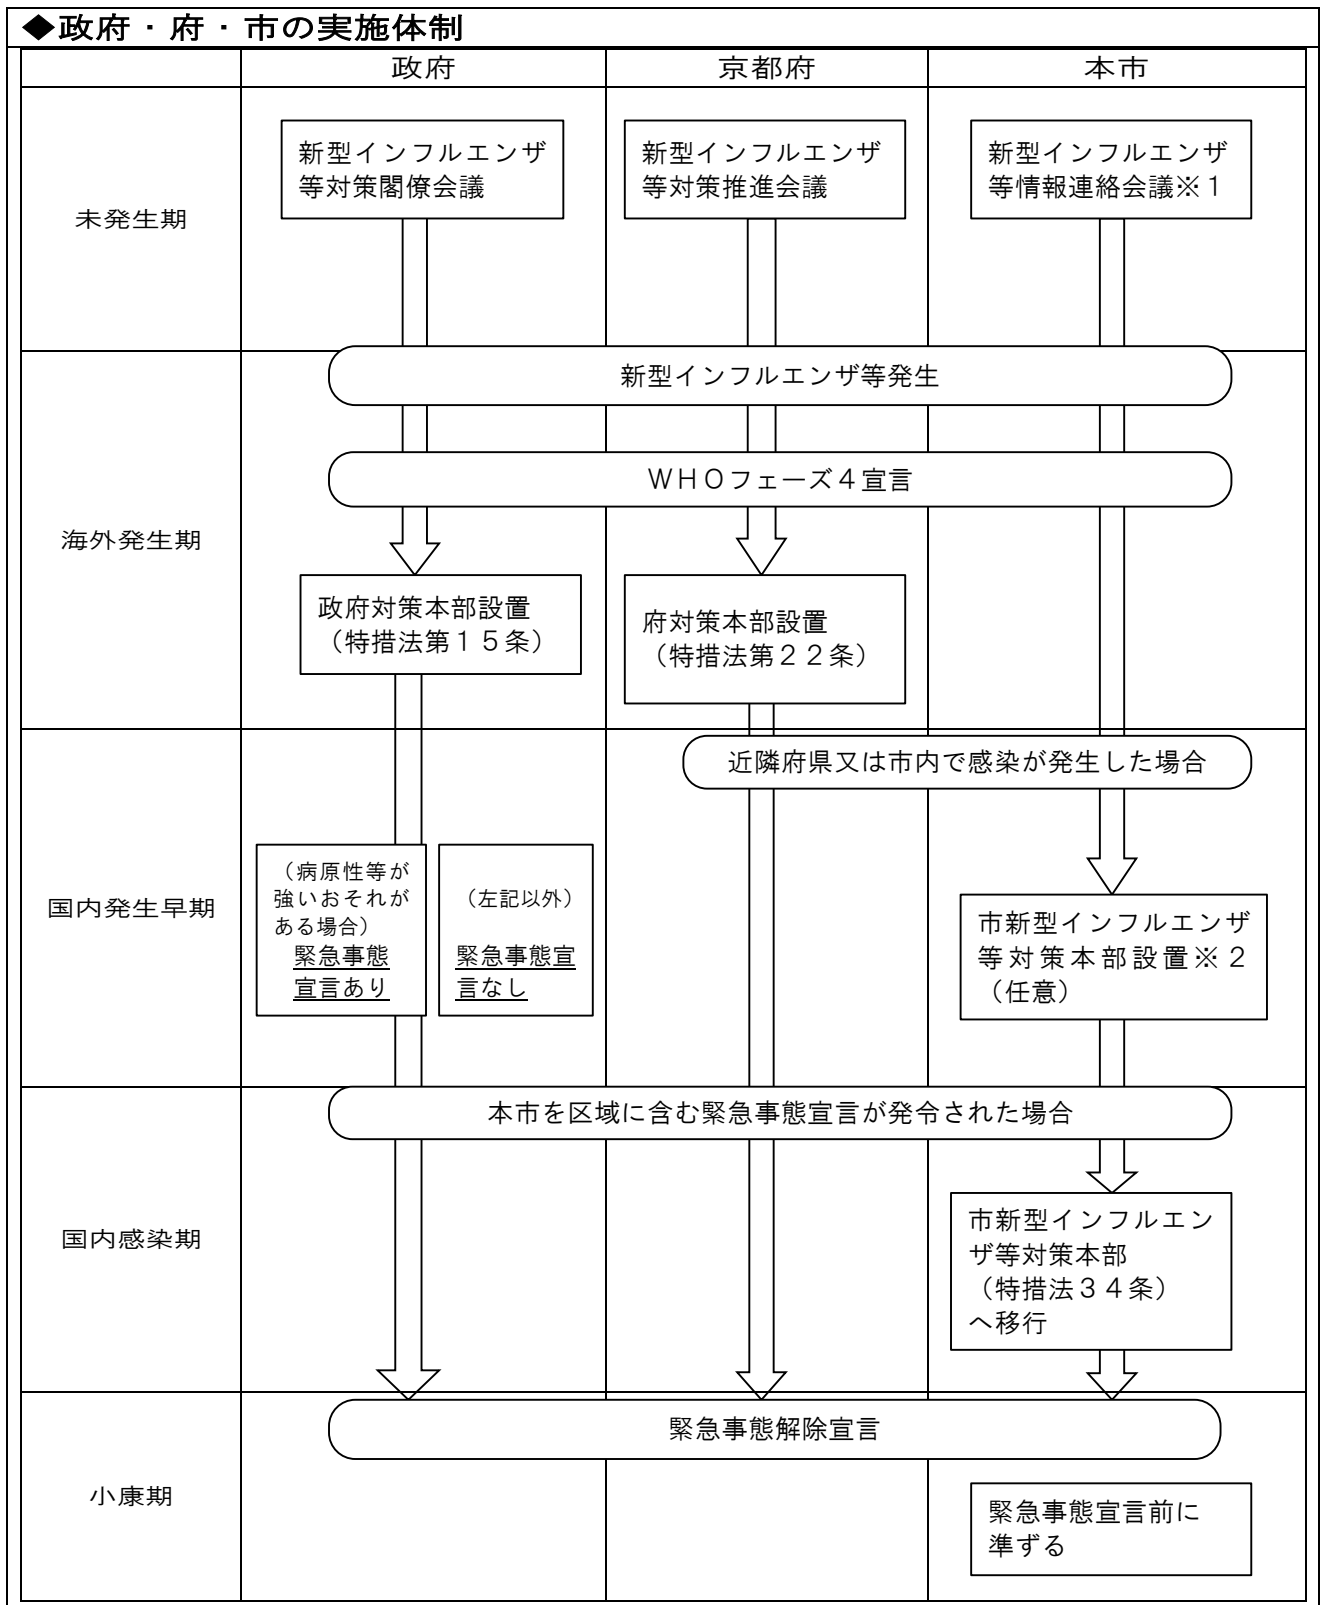 ◆政府・府・市の実施体制
政府
京都府
本市
未発生期
新型インフルエンザ
等対策閣僚会議
新型インフルエンザ
等対策推進会議
新型インフルエンザ
等情報連絡会議※１
新型インフルエンザ等発生
海外発生期
ＷＨＯフェーズ４宣言
政府対策本部設置
（特措法第１５条）
府対策本部設置
（特措法第２２条）
国内発生早期
近隣府県又は市内で感染が発生した場合
（病原性等が
強いおそれが
ある場合）
緊急事態
宣言あり
（左記以外）
緊急事態宣
言なし
市新型インフルエンザ
等対策本部設置※２
（任意）
国内感染期
本市を区域に含む緊急事態宣言が発令された場合
市新型インフルエン
ザ等対策本部
（特措法３４条）
へ移行
小康期
緊急事態解除宣言
緊急事態宣言前に
準ずる